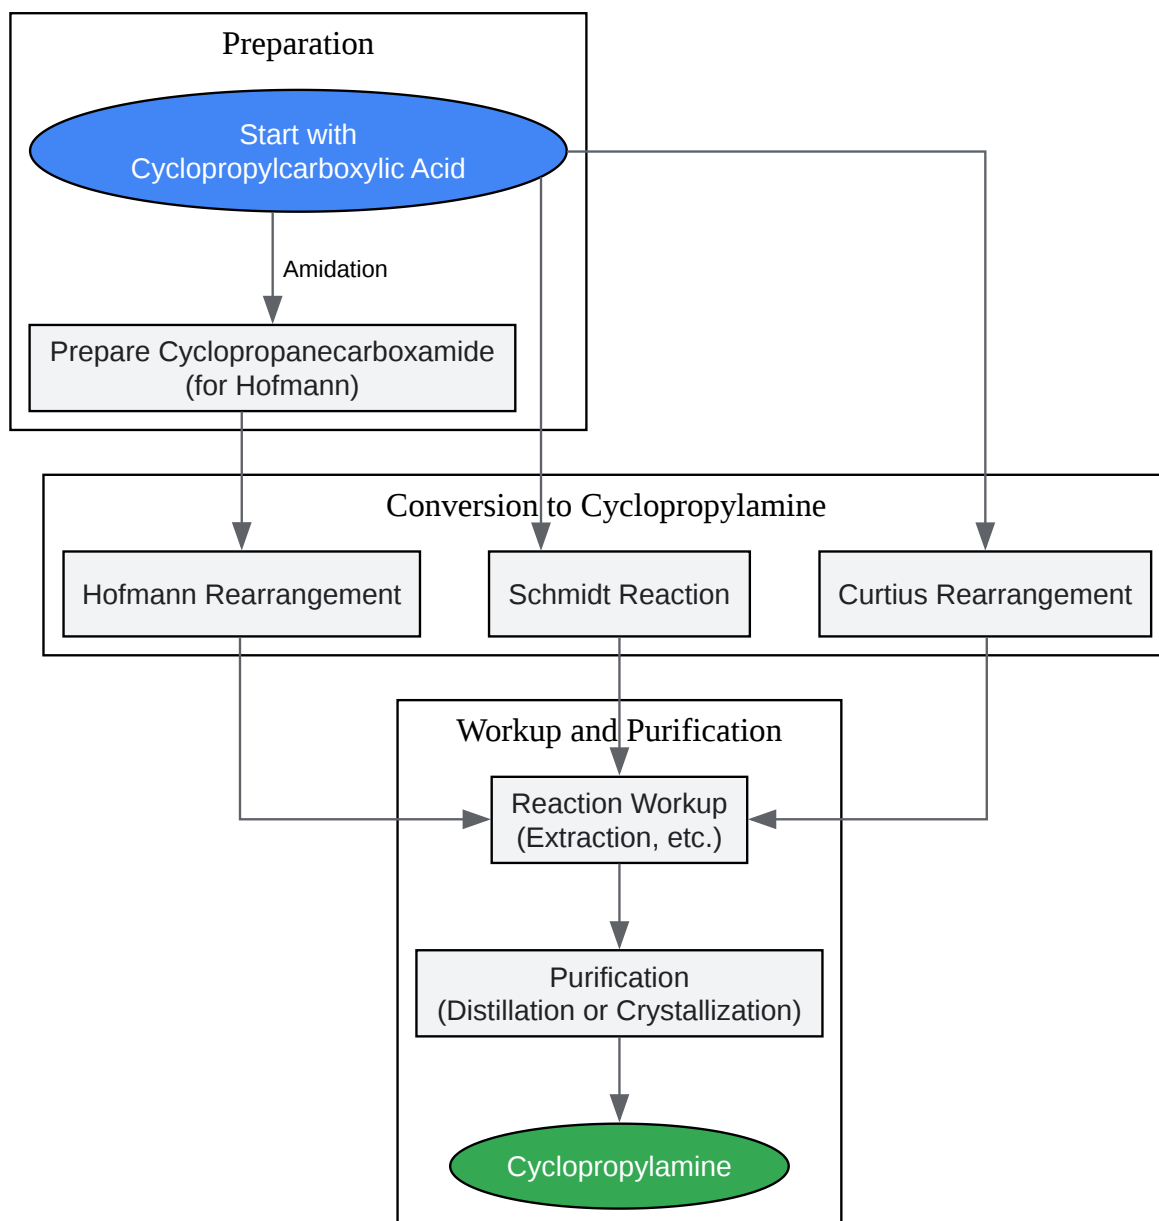 Preparation
Start with
Cyclopropylcarboxylic Acid
Amidation
Prepare Cyclopropanecarboxamide
(for Hofmann)
Conversion to Cyclopropylamine
Hofmann Rearrangement
Schmidt Reaction
Curtius Rearrangement
Workup and Purification
Reaction Workup
(Extraction, etc.)
Purification
(Distillation or Crystallization)
Cyclopropylamine